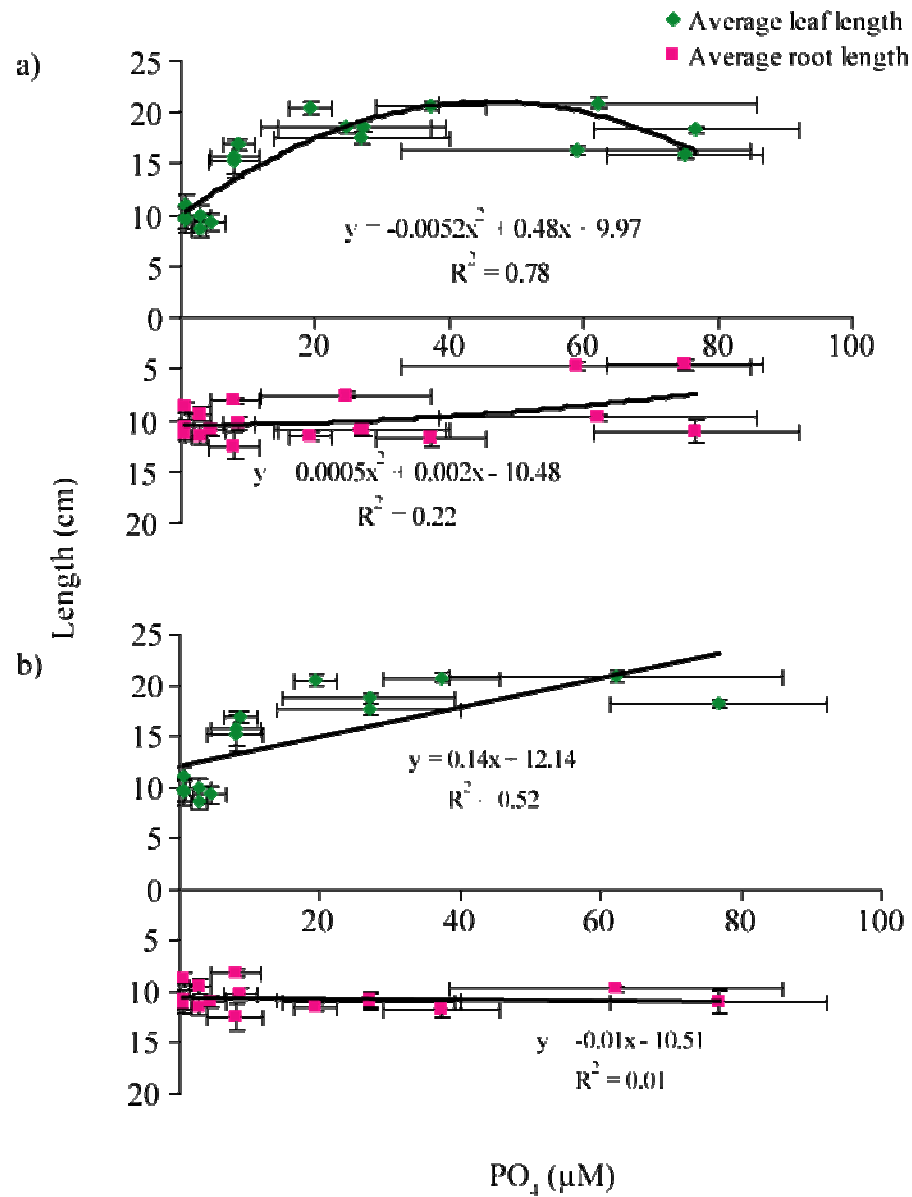 Average leaf length
Average root length
a)
25
20
15
10
5
0
y = -0.0052x² + 0.48x + 9.97
R² = 0.78
20 40 60 80 100
5
10
15
20
y 0.0005x² + 0.002x - 10.48
R² = 0.22
Length (cm)
b)
25
20
15
10
5
0
y = 0.14x + 12.14
R² 0.52
20 40 60 80 100
5
10
15
20
y -0.01x - 10.51
R² = 0.01
PO₄ (µM)